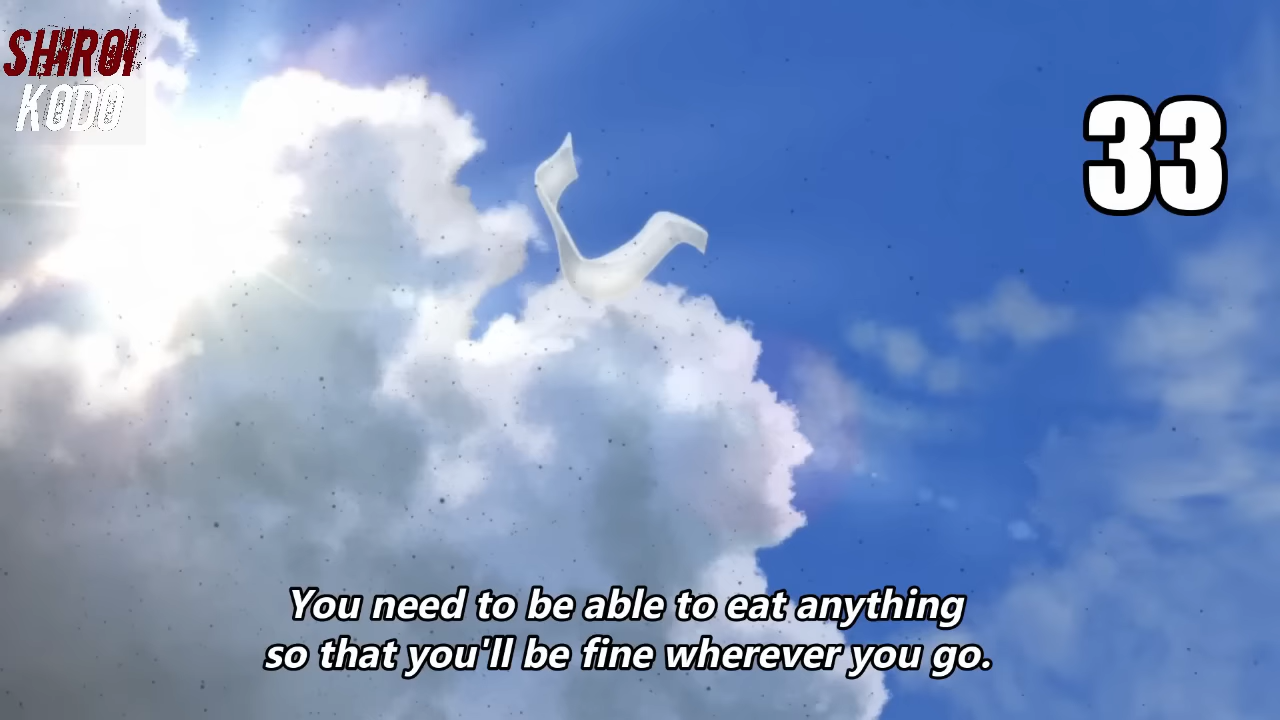 SHIROI
KODO
33
You need to be able to eat anything
so that you'll be fine wherever you go.